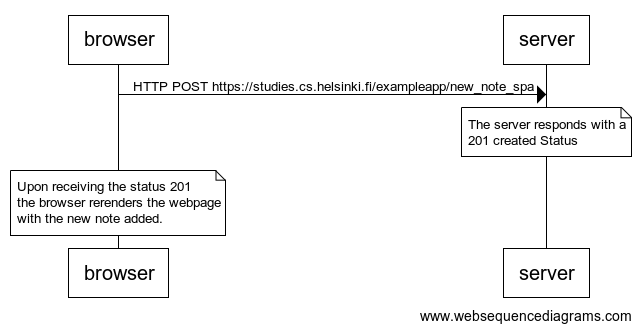 browser
server
HTTP POST https://studies.cs.helsinki.fi/exampleapp/new_note_spa
The server responds with a
201 created Status
Upon receiving the status 201
the browser rerenders the webpage
with the new note added.
browser
server
www.websequencediagrams.com